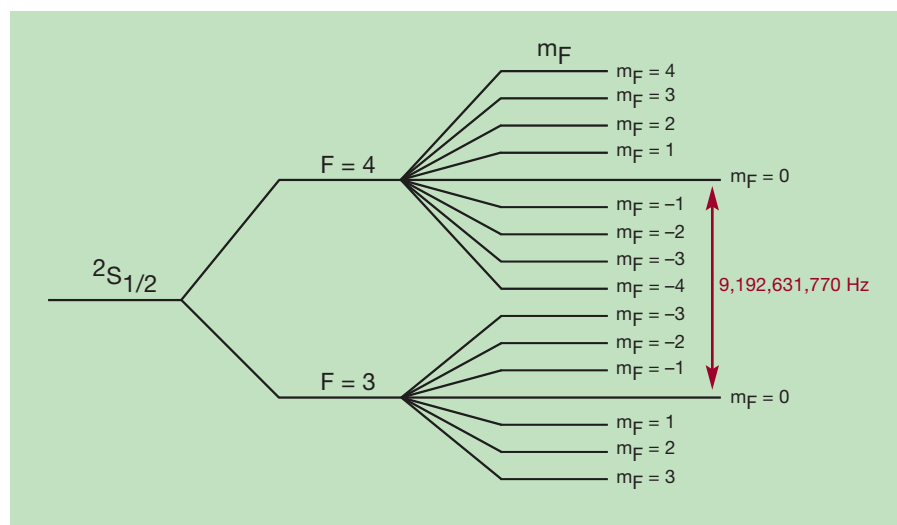 mF
mF = 4
mF = 3
mF = 2
mF = 1
F = 4
mF = 0
mF = –1
mF = –2
mF = –3
mF = –4
2S1/2
9,192,631,770 Hz
mF = –3
mF = –2
mF = –1
F = 3
mF = 0
mF = 1
mF = 2
mF = 3